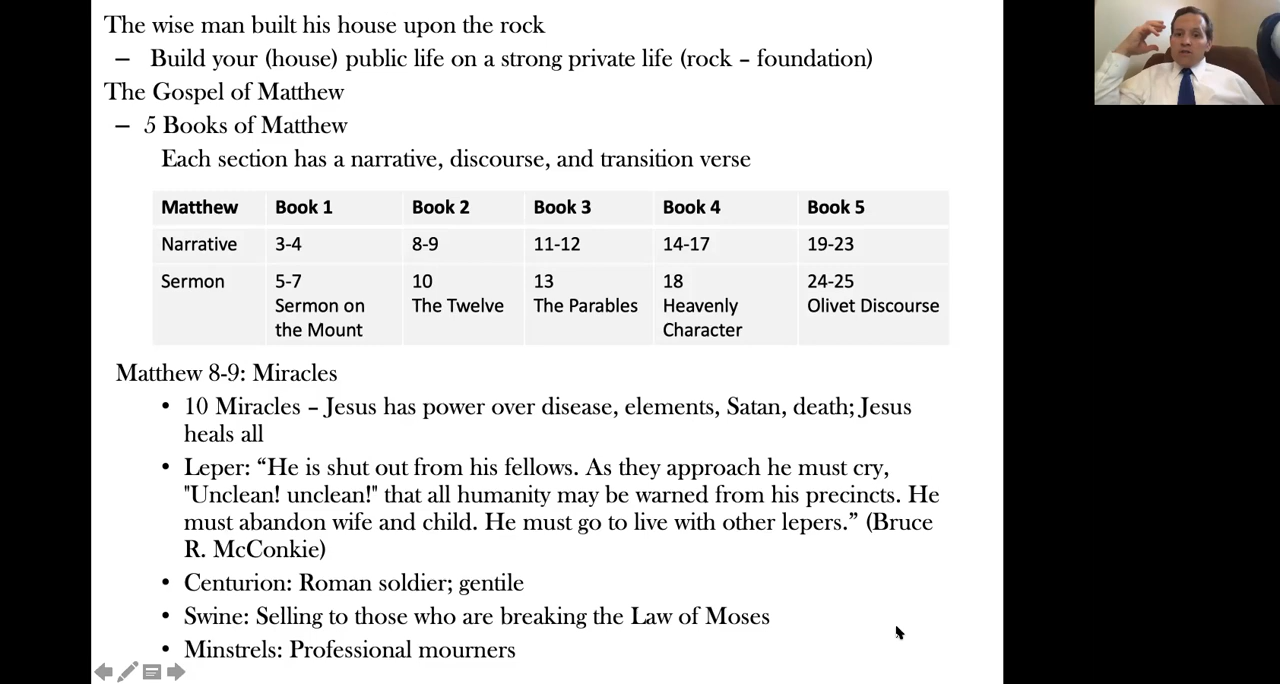 The wise man built his house upon the rock
– Build your (house) public life on a strong private life (rock – foundation)
The Gospel of Matthew
– 5 Books of Matthew
Each section has a narrative, discourse, and transition verse
Matthew Book 1 Book 2 Book 3 Book 4 Book 5
Narrative 3-4 8-9 11-12 14-17 19-23
Sermon 5-7 10 13 18 24-25
Sermon on The Twelve The Parables Heavenly Olivet Discourse
the Mount Character
Matthew 8-9: Miracles
• 10 Miracles – Jesus has power over disease, elements, Satan, death; Jesus
heals all
• Leper: “He is shut out from his fellows. As they approach he must cry,
"Unclean! unclean!" that all humanity may be warned from his precincts. He
must abandon wife and child. He must go to live with other lepers.” (Bruce
R. McConkie)
• Centurion: Roman soldier; gentile
• Swine: Selling to those who are breaking the Law of Moses
• Minstrels: Professional mourners